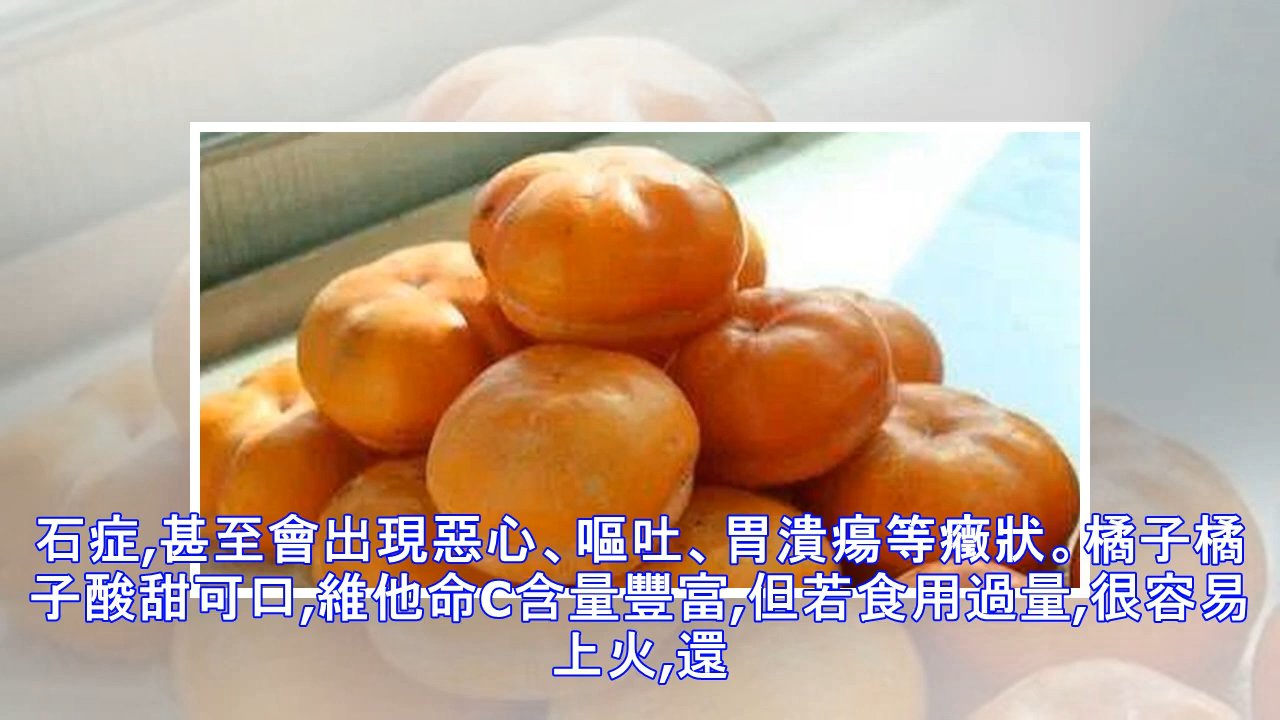 石症,甚至會出現惡心、嘔吐、胃潰瘍等癥狀。橘子橘
子酸甜可口,維他命C含量豐富,但若食用過量,很容易
上火,還